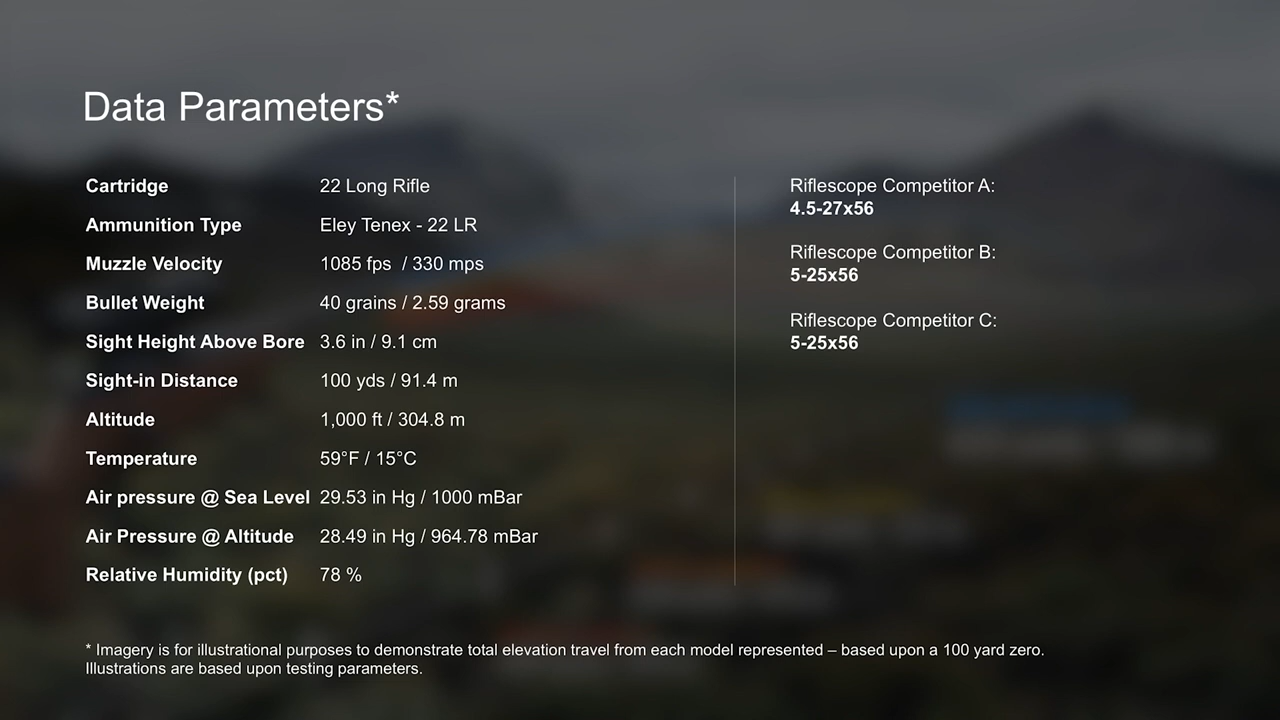 Data Parameters*
Cartridge 22 Long Rifle
Ammunition Type Eley Tenex - 22 LR
Muzzle Velocity 1085 fps / 330 mps
Bullet Weight 40 grains / 2.59 grams
Sight Height Above Bore 3.6 in / 9.1 cm
Sight-in Distance 100 yds / 91.4 m
Altitude 1,000 ft / 304.8 m
Temperature 59°F / 15°C
Air pressure @ Sea Level 29.53 in Hg / 1000 mBar
Air Pressure @ Altitude 28.49 in Hg / 964.78 mBar
Relative Humidity (pct) 78 %
Riflescope Competitor A:
4.5-27x56
Riflescope Competitor B:
5-25x56
Riflescope Competitor C:
5-25x56
* Imagery is for illustrational purposes to demonstrate total elevation travel from each model represented – based upon a 100 yard zero.
Illustrations are based upon testing parameters.